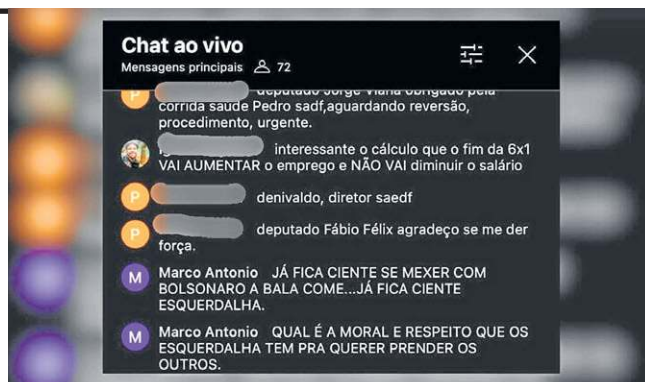 Chat ao vivo
Mensagens principais 72
P deputado Jorge Viana obrigado pela
corrida saúde Pedro sadf,aguardando reversão,
procedimento, urgente.
interessante o cálculo que o fim da 6x1
VAI AUMENTAR o emprego e NÃO VAI diminuir o salário
P denivaldo, diretor saedf
P deputado Fábio Félix agradeço se me der
força.
M Marco Antonio JÁ FICA CIENTE SE MEXER COM
BOLSONARO A BALA COME...JÁ FICA CIENTE
ESQUERDALHA.
M Marco Antonio QUAL É A MORAL E RESPEITO QUE OS
ESQUERDALHA TEM PRA QUERER PRENDER OS
OUTROS.